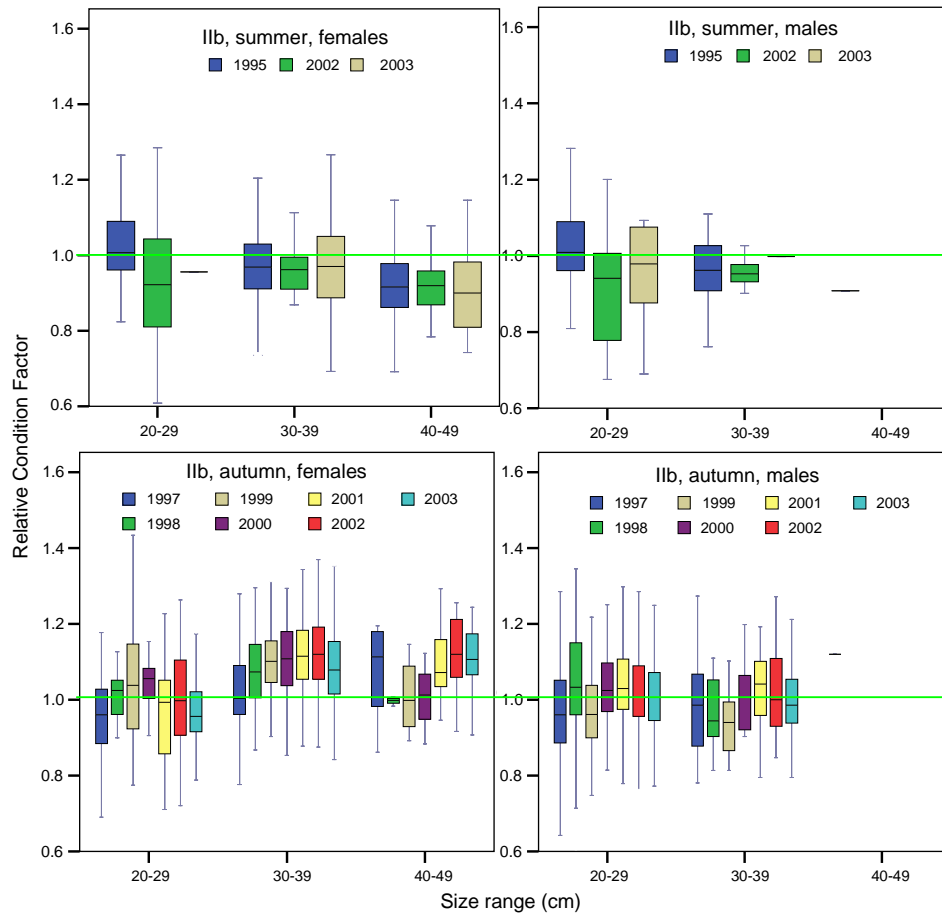 IIb, summer, females
1995 2002 2003
1.6
1.4
1.2
1.0
0.8
0.6
20-29 30-39 40-49
IIb, summer, males
1995 2002 2003
1.6
1.4
1.2
1.0
0.8
0.6
20-29 30-39 40-49
Relative Condition Factor
IIb, autumn, females
1997 1999 2001 2003
1998 2000 2002
1.6
1.4
1.2
1.0
0.8
0.6
20-29 30-39 40-49
IIb, autumn, males
1997 1999 2001 2003
1998 2000 2002
1.6
1.4
1.2
1.0
0.8
0.6
20-29 30-39 40-49
Size range (cm)